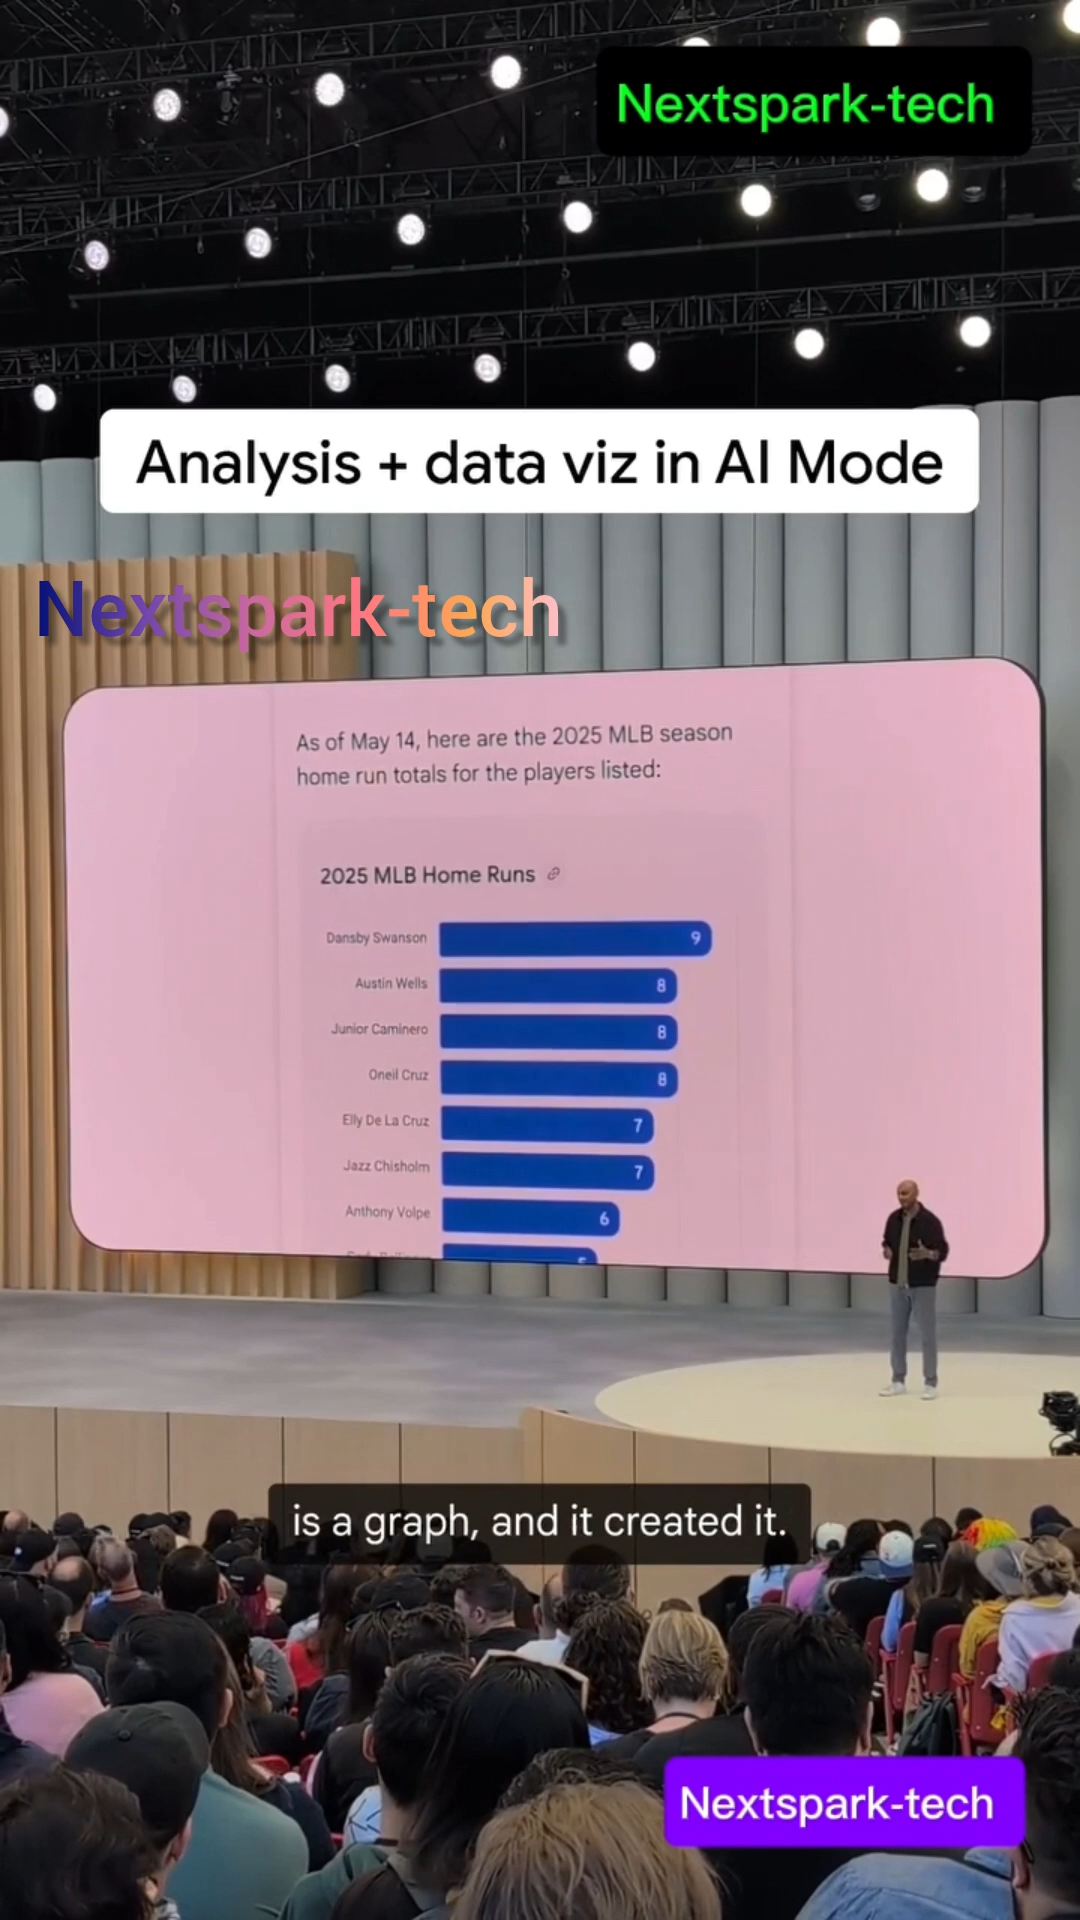 Nextspark-tech
Analysis + data viz in AI Mode
Nextspark-tech
As of May 14, here are the 2025 MLB season
home run totals for the players listed:
2025 MLB Home Runs
Dansby Swanson 9
Austin Wells 8
Junior Caminero 8
Oneil Cruz 8
Elly De La Cruz 7
Jazz Chisholm 7
Anthony Volpe 6
is a graph, and it created it.
Nextspark-tech